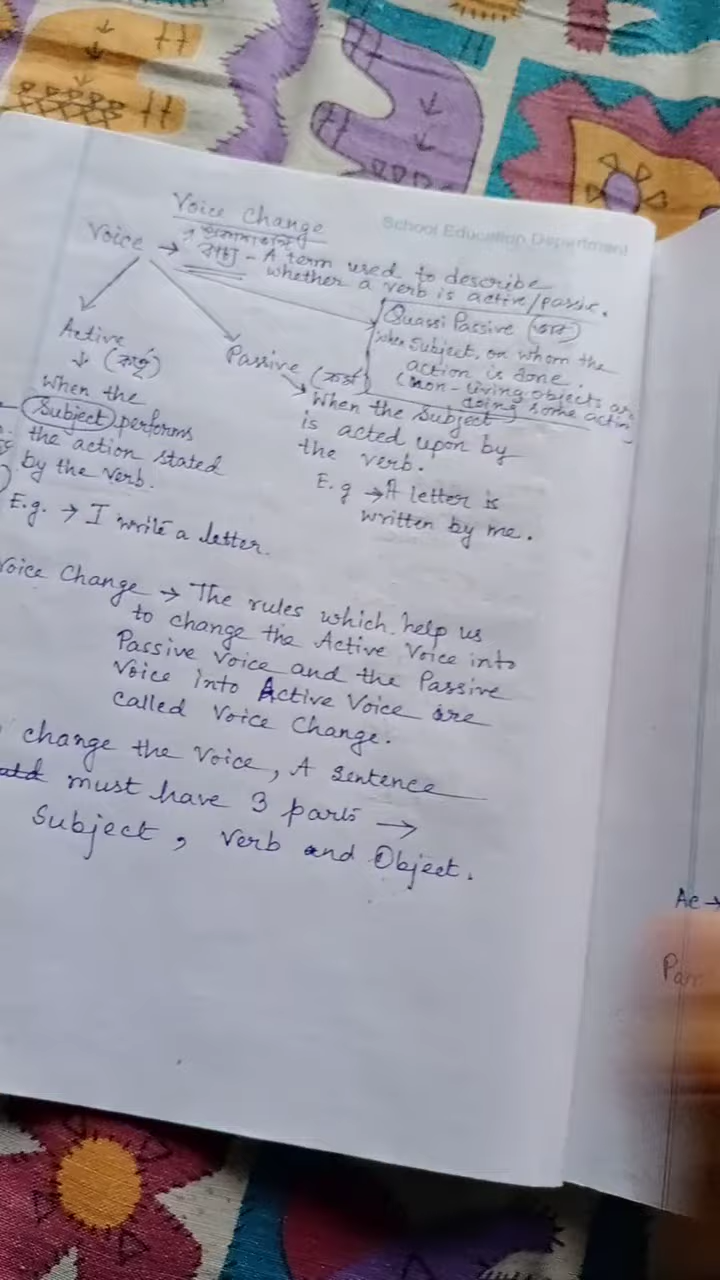 Voice Change
School Education Department
Voice → বাচ্য - A term used to describe
whether a verb is active/passive.
Quassi Passive
when subject, on whom the
action is done.
(non-living objects are
doing some action
Active
↓ (কর্তৃ)
When the
Subject performs
the action stated
by the verb.
E.g. → I write a letter.
Passive (কর্ম)
When the Subject
is acted upon by
the verb.
E.g → A letter is
written by me.
Voice Change → The rules which help us
to change the Active Voice into
Passive Voice and the Passive
Voice into Active Voice are
called Voice Change.
change the Voice, A Sentence
must have 3 parts →
Subject, Verb and Object.
Ac →
Pass